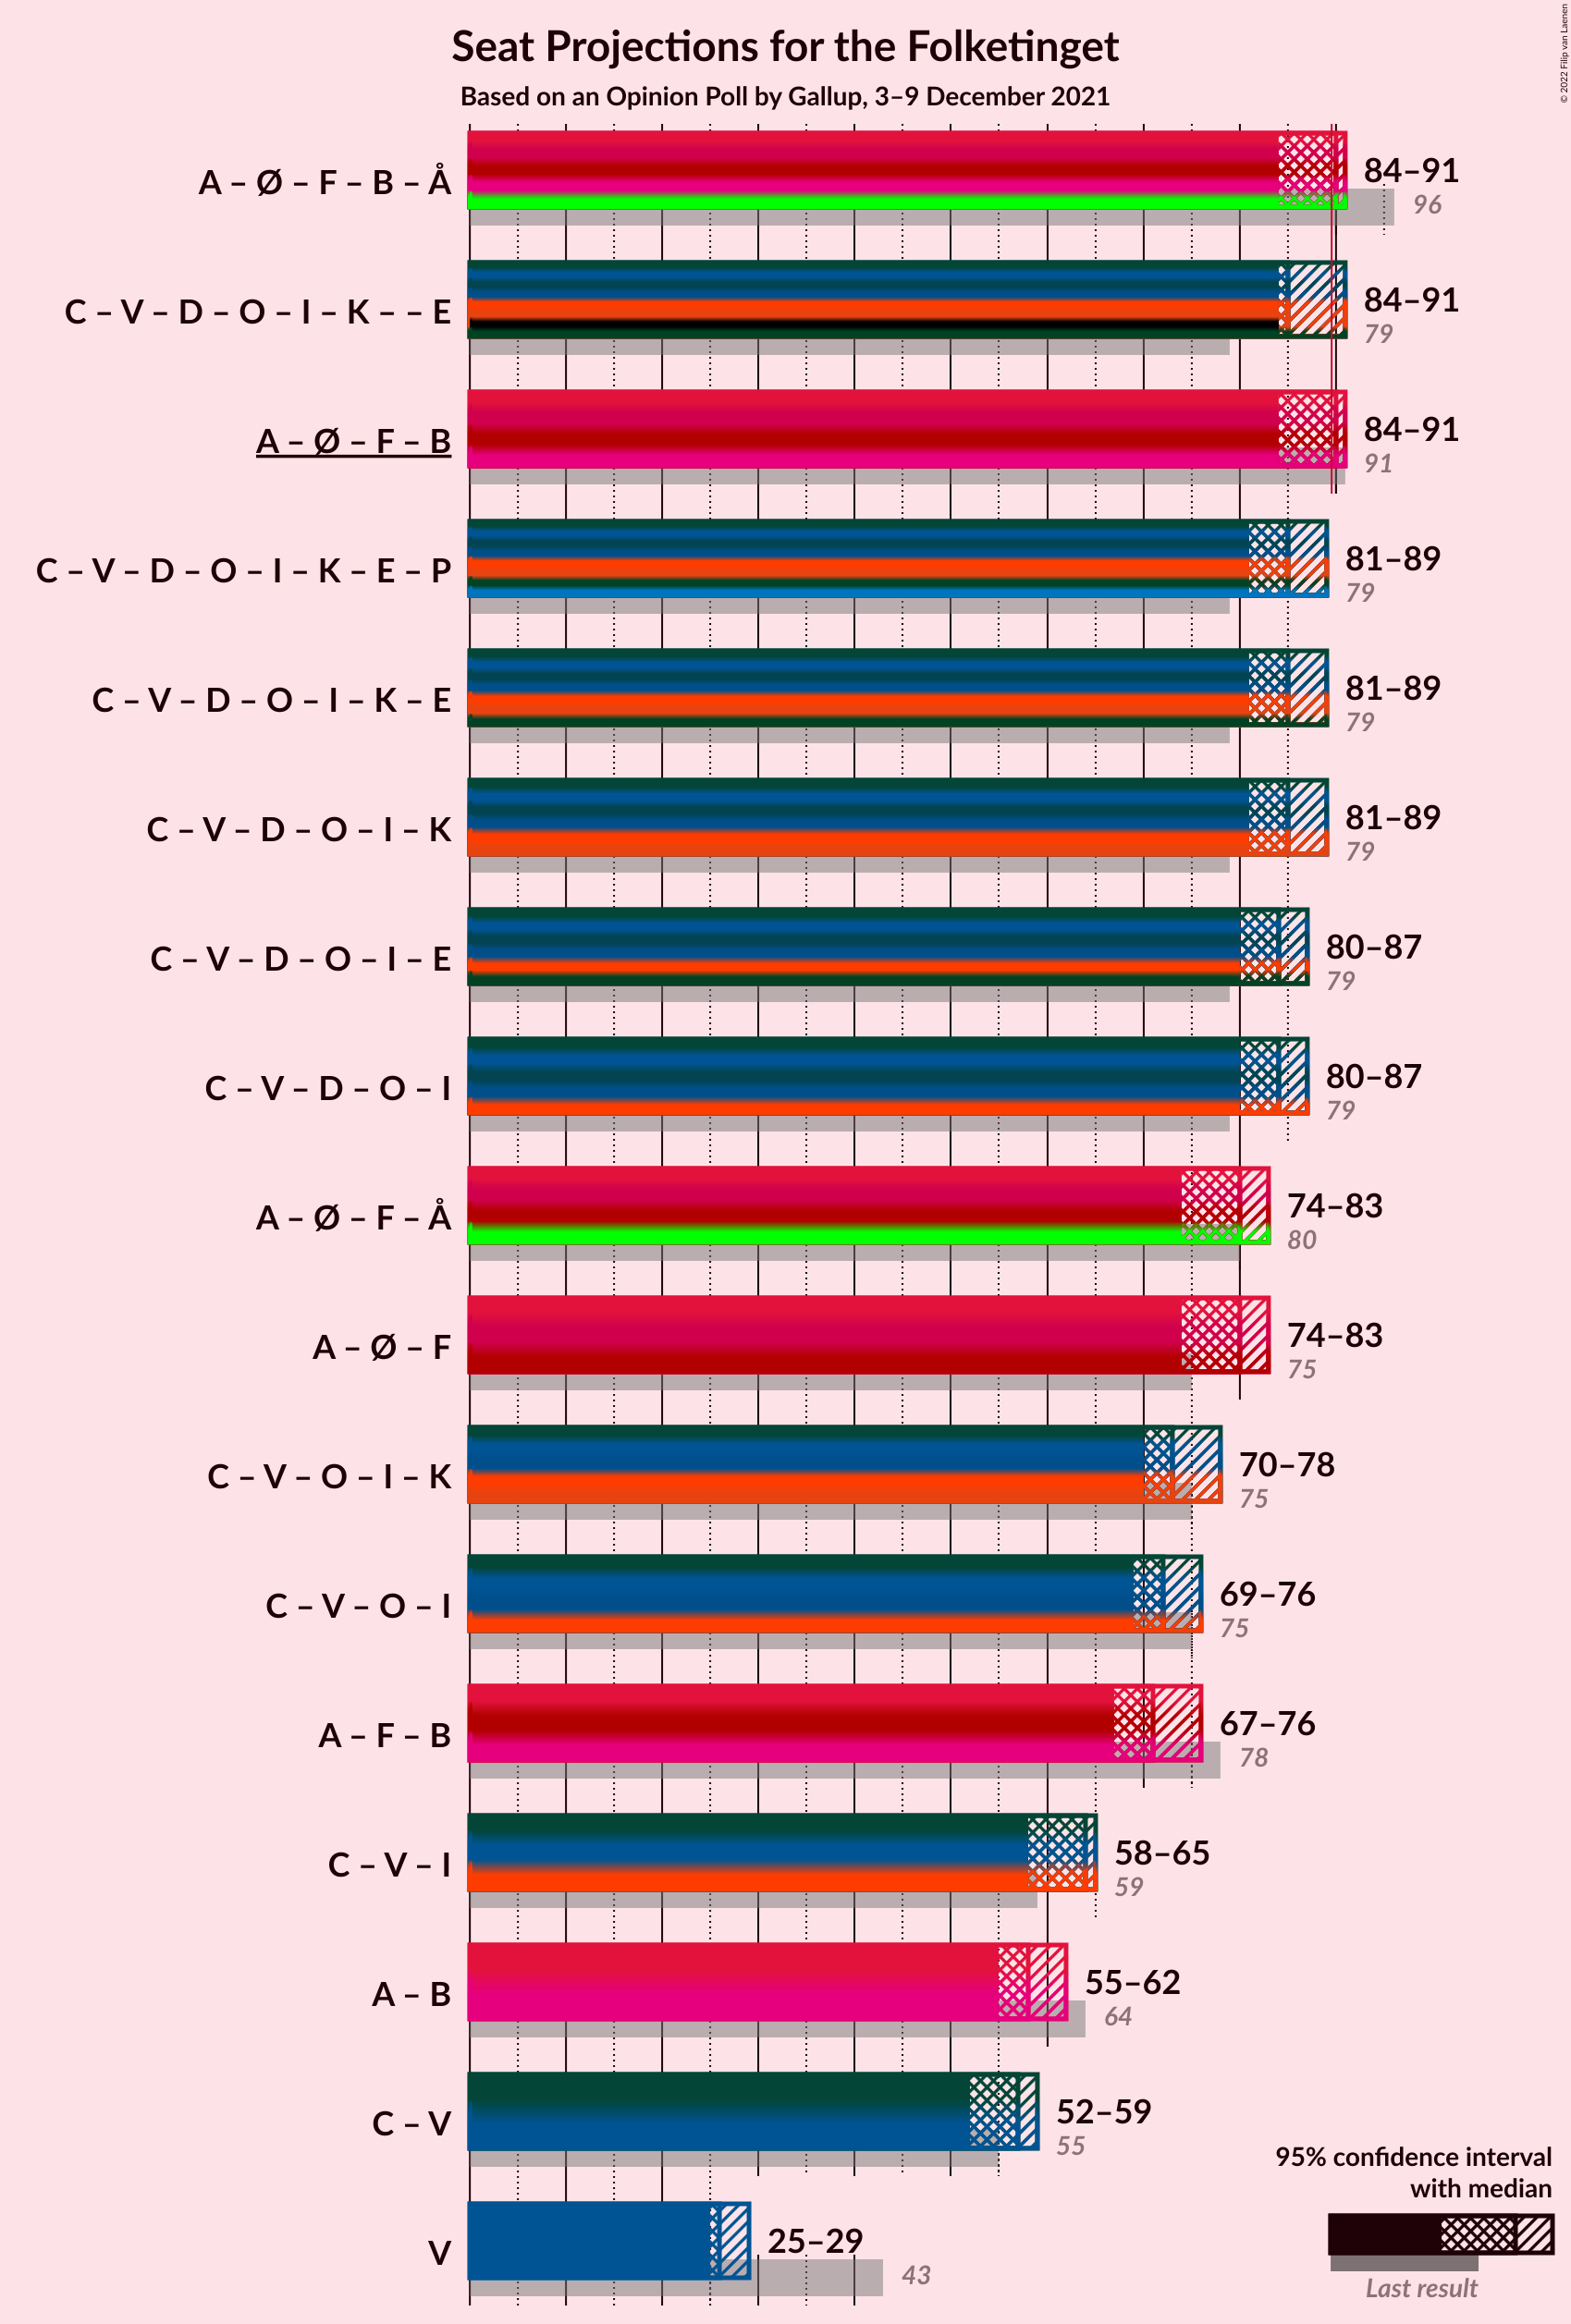 Seat Projections for the Folketinget
Based on an Opinion Poll by Gallup, 3–9 December 2021
© 2022 Filip van Laenen
A – Ø – F – B – Å
84–91
96
C – V – D – O – I – K – – E
84–91
79
A – Ø – F – B
84–91
91
C – V – D – O – I – K – E – P
81–89
79
C – V – D – O – I – K – E
81–89
79
C – V – D – O – I – K
81–89
79
C – V – D – O – I – E
80–87
79
C – V – D – O – I
80–87
79
A – Ø – F – Å
74–83
80
A – Ø – F
74–83
75
C – V – O – I – K
70–78
75
C – V – O – I
69–76
75
A – F – B
67–76
78
C – V – I
58–65
59
A – B
55–62
64
C – V
52–59
55
V
25–29
43
95% confidence interval
with median
Last result